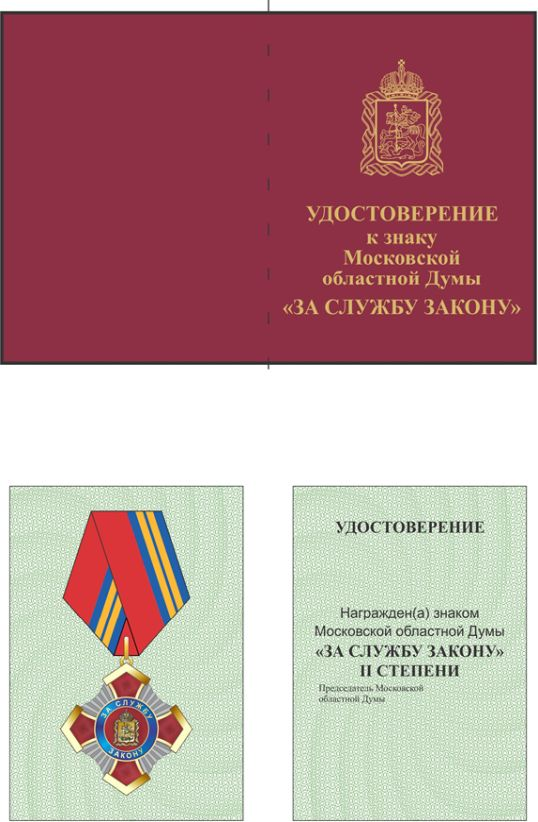 УДОСТОВЕРЕНИЕ
к знаку
Московской
областной Думы
«ЗА СЛУЖБУ ЗАКОНУ»
ЗА СЛУЖБУ
ЗАКОНУ
УДОСТОВЕРЕНИЕ
Награжден(а) знаком
Московской областной Думы
«ЗА СЛУЖБУ ЗАКОНУ»
II СТЕПЕНИ
Председатель Московской
областной Думы